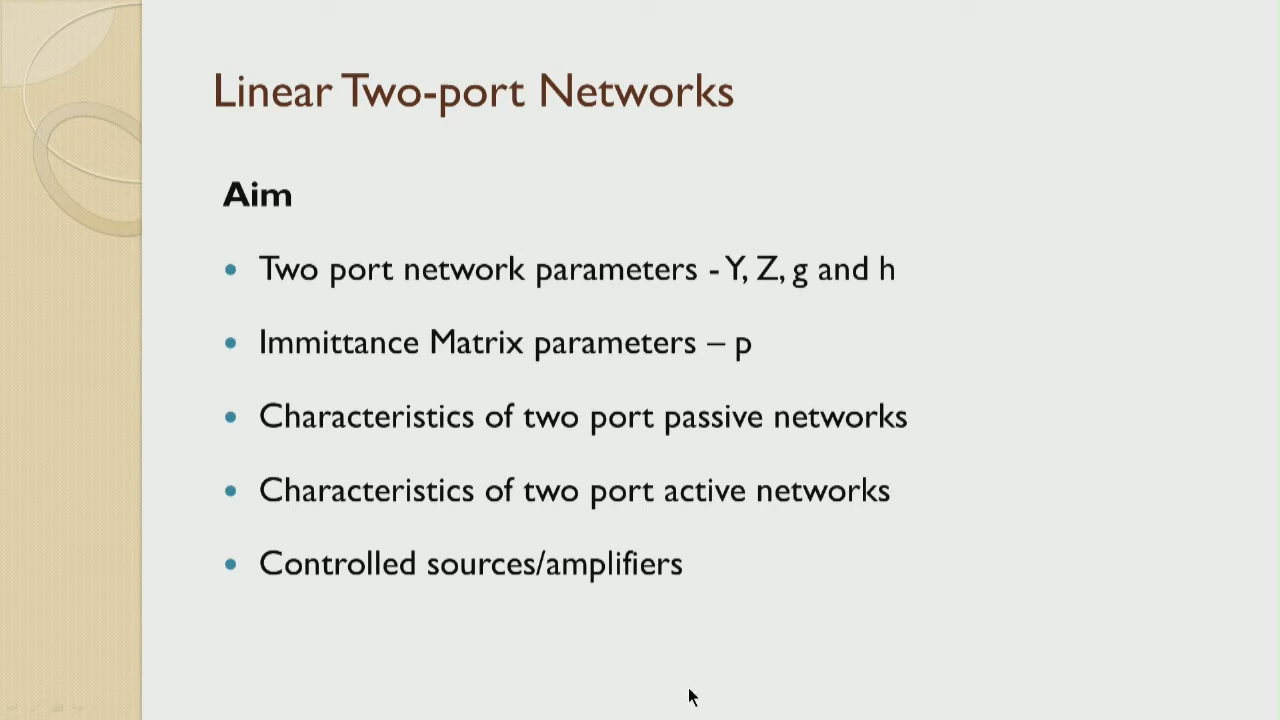 Linear Two-port Networks
Aim
• Two port network parameters - Y, Z, g and h
• Immittance Matrix parameters – p
• Characteristics of two port passive networks
• Characteristics of two port active networks
• Controlled sources/amplifiers